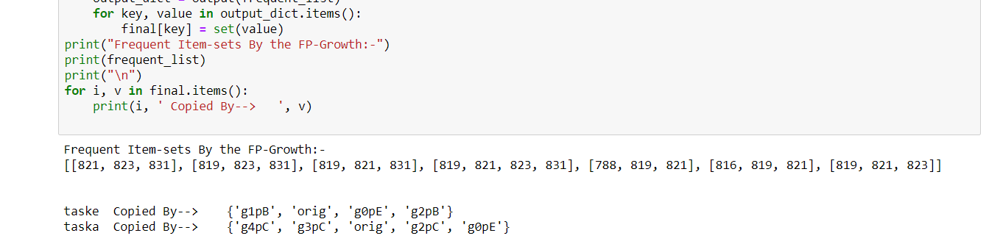 output_dict = output(frequent_list)
    for key, value in output_dict.items():
        final[key] = set(value)
print("Frequent Item-sets By the FP-Growth:-")
print(frequent_list)
print("\n")
for i, v in final.items():
    print(i, ' Copied By-->   ', v)
Frequent Item-sets By the FP-Growth:-
[[821, 823, 831], [819, 823, 831], [819, 821, 831], [819, 821, 823, 831], [788, 819, 821], [816, 819, 821], [819, 821, 823]]
taske  Copied By-->    {'g1pB', 'orig', 'g0pE', 'g2pB'}
taska  Copied By-->    {'g4pC', 'g3pC', 'orig', 'g2pC', 'g0pE'}